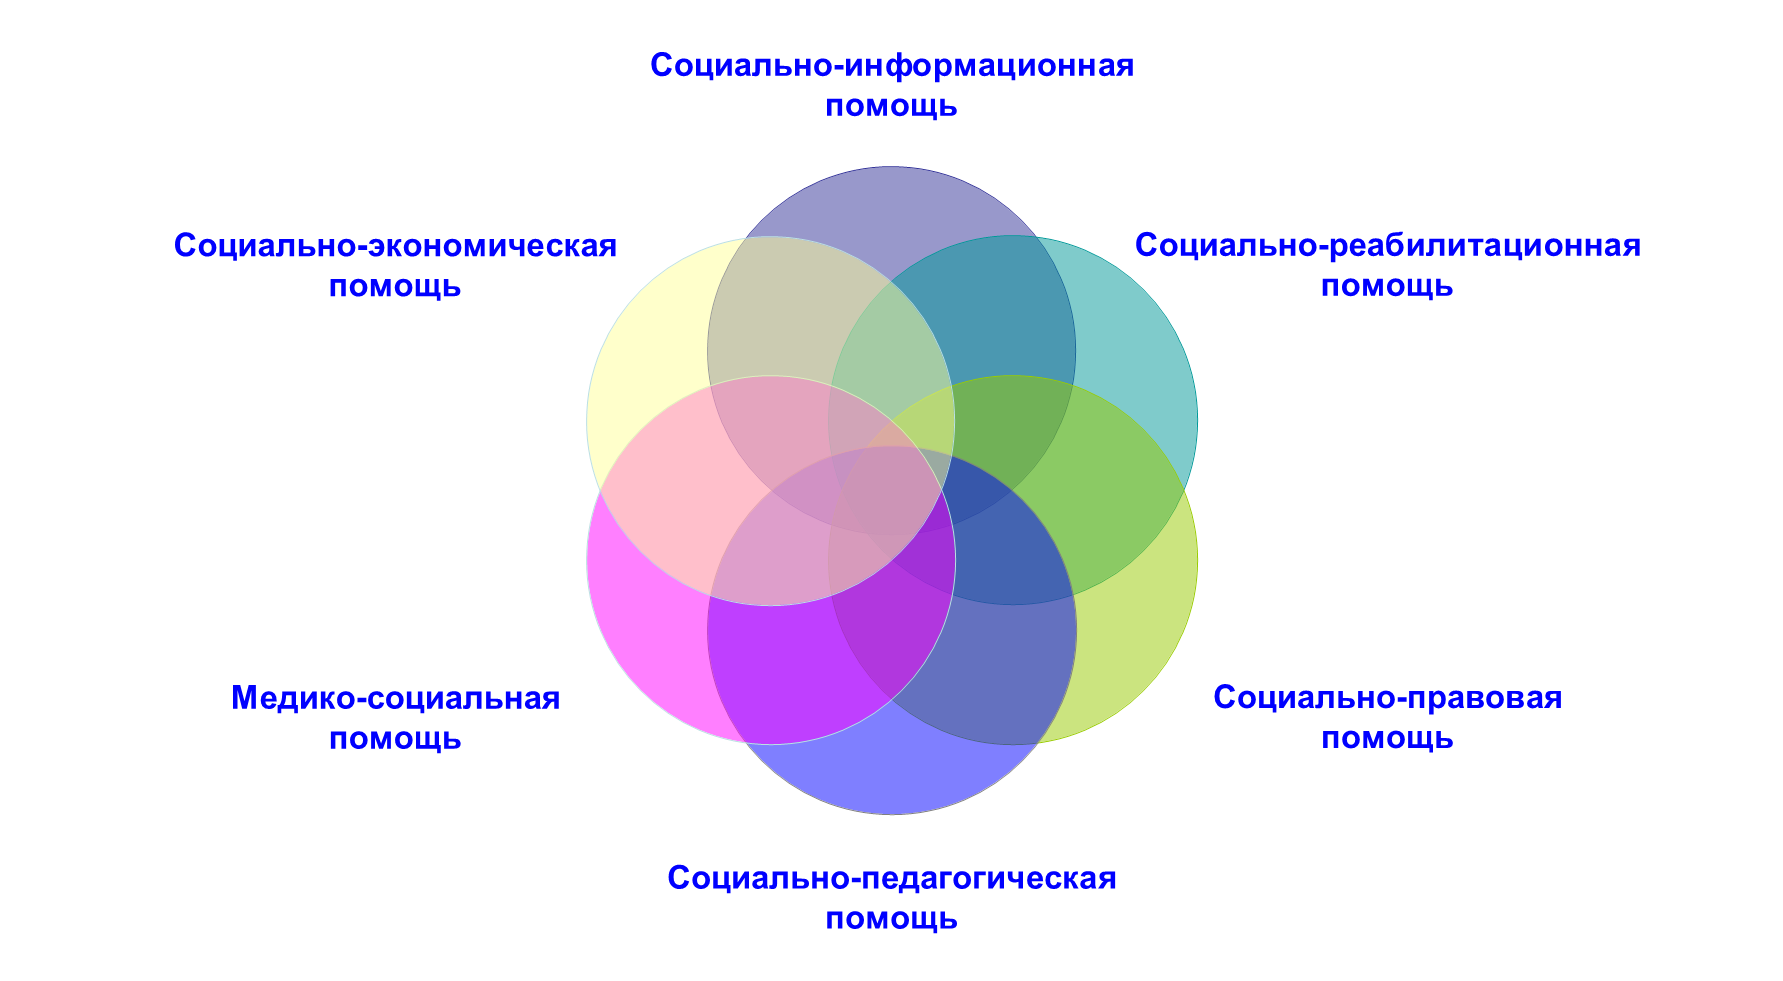 Социально-информационная
помощь
Социально-экономическая
помощь
Социально-реабилитационная
помощь
Медико-социальная
помощь
Социально-правовая
помощь
Социально-педагогическая
помощь